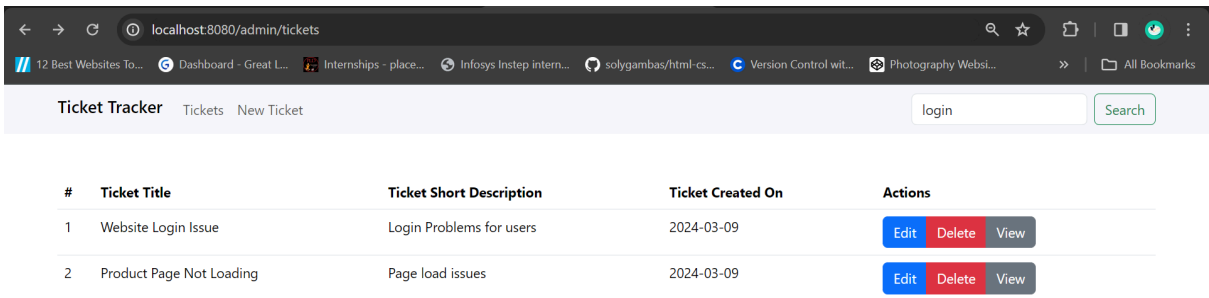 localhost:8080/admin/tickets
12 Best Websites To... Dashboard - Great L... Internships - place... Infosys Instep intern... solygambas/html-cs... Version Control wit... Photography Websi... » All Bookmarks
Ticket Tracker Tickets New Ticket login Search
# Ticket Title Ticket Short Description Ticket Created On Actions
1 Website Login Issue Login Problems for users 2024-03-09 Edit Delete View
2 Product Page Not Loading Page load issues 2024-03-09 Edit Delete View